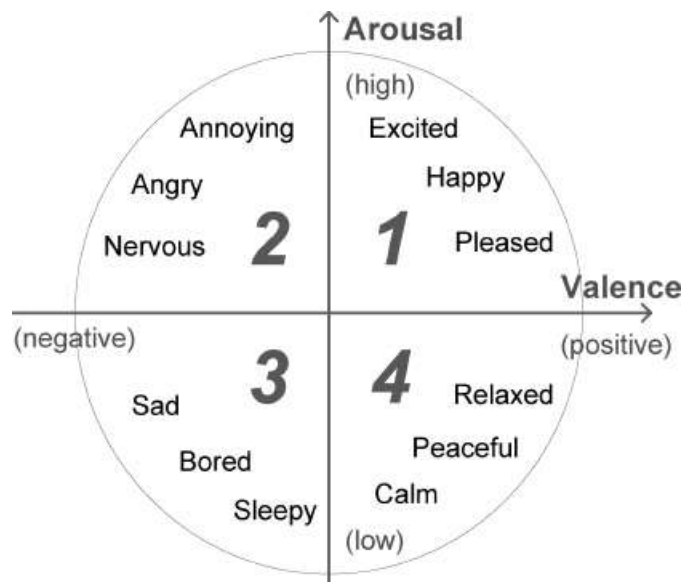 Arousal
(high)
Annoying
Excited
Angry
Happy
Nervous
2
1
Pleased
Valence
(negative)
(positive)
3
4
Sad
Relaxed
Bored
Peaceful
Sleepy
Calm
(low)